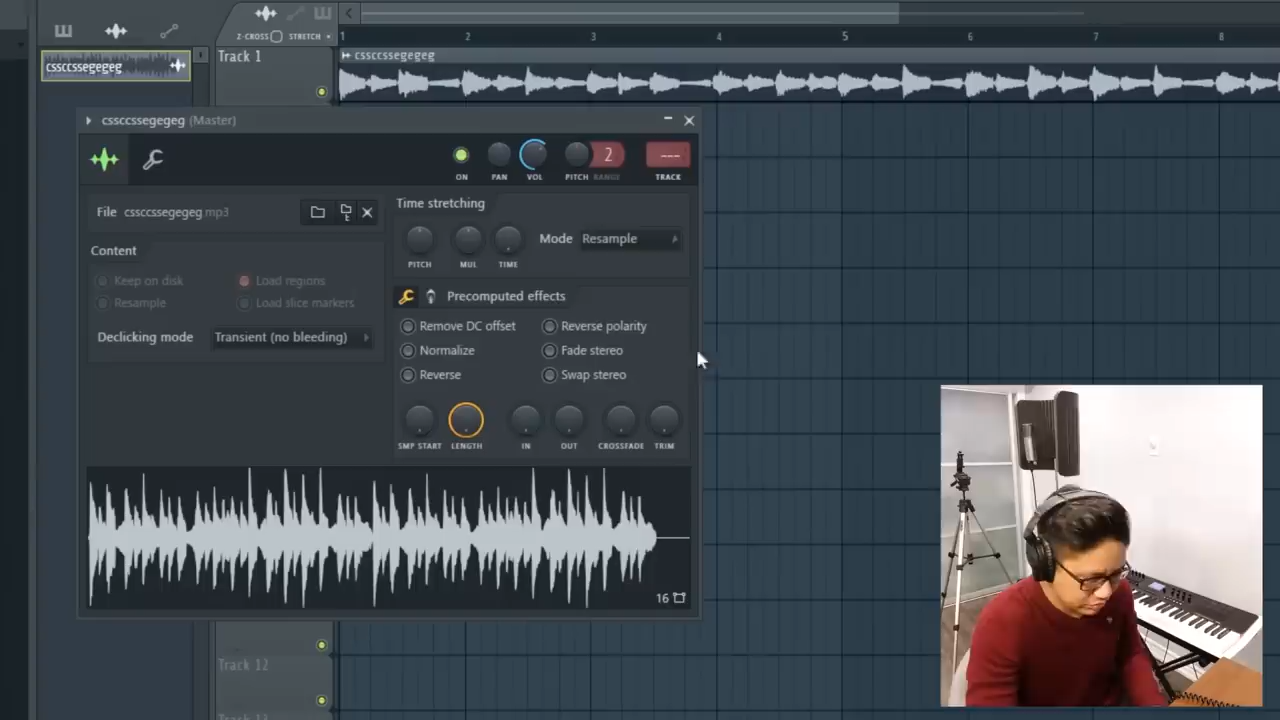 Z-CROSS STRETCH
1 2 3 4 5 6 7 8
cssccssegegeg
Track 1
cssccssegegeg
cssccssegegeg (Master)
2
---
ON PAN VOL PITCH RANGE TRACK
File cssccssegegeg.mp3
Time stretching
Mode Resample
PITCH MUL TIME
Content
Keep on disk Load regions
Resample Load slice markers
Declicking mode Transient (no bleeding)
Precomputed effects
Remove DC offset Reverse polarity
Normalize Fade stereo
Reverse Swap stereo
SMP START LENGTH IN OUT CROSSFADE TRIM
16
Track 12